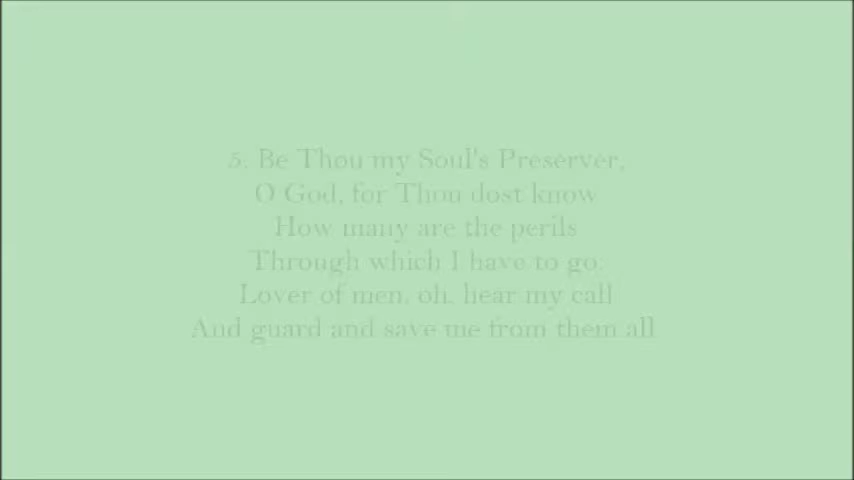 5. Be Thou my Soul's Preserver,
O God, for Thou dost know
How many are the perils
Through which I have to go;
Lover of men, oh, hear my call
And guard and save me from them all